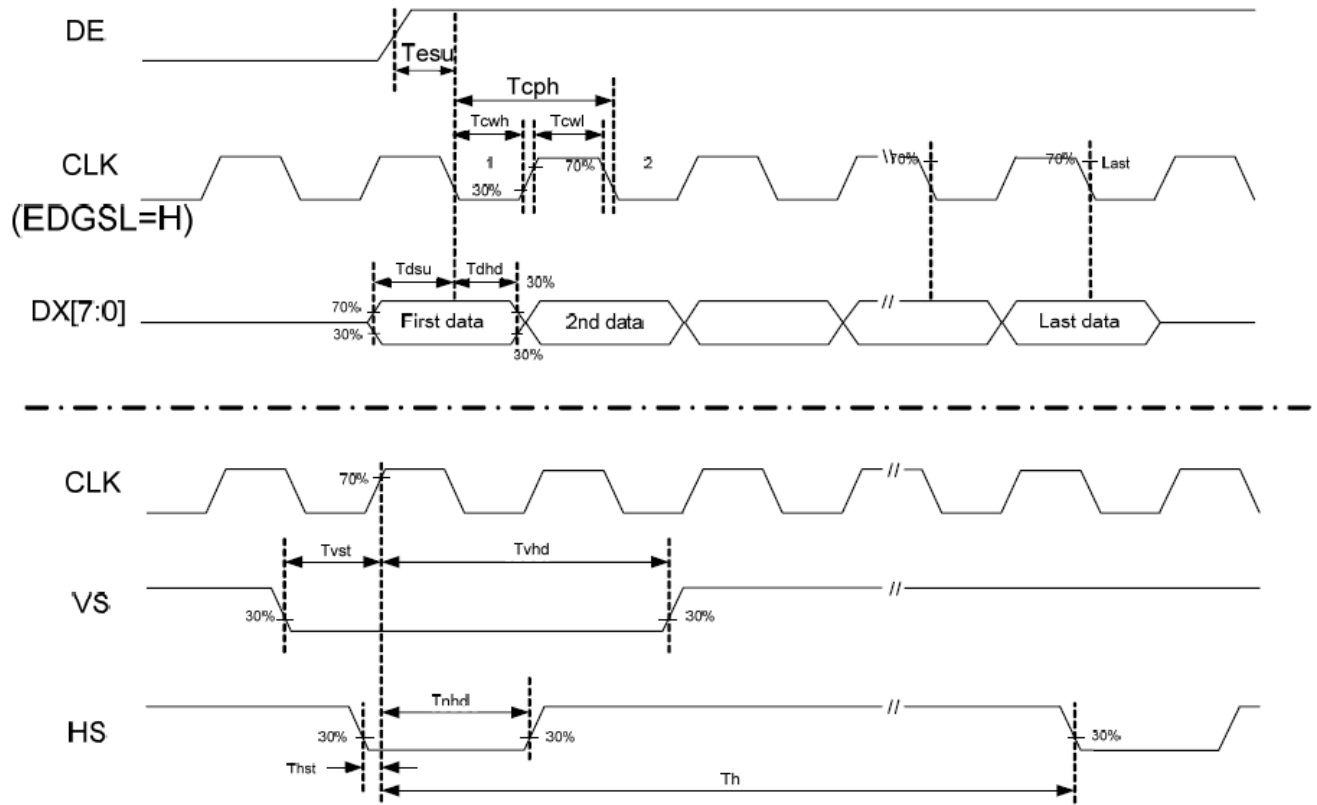 DE
Tesu
Tcph
Tcwh
Tcwl
CLK
1
70%
2
\\
70%
70%
Last
30%
(EDGSL=H)
Tdsu
Tdhd
30%
DX[7:0]
70%
First data
2nd data
//
Last data
30%
30%
CLK
70%
//
Tvst
Tvhd
VS
30%
30%
//
Tnhd
//
HS
30%
30%
30%
Thst
Th